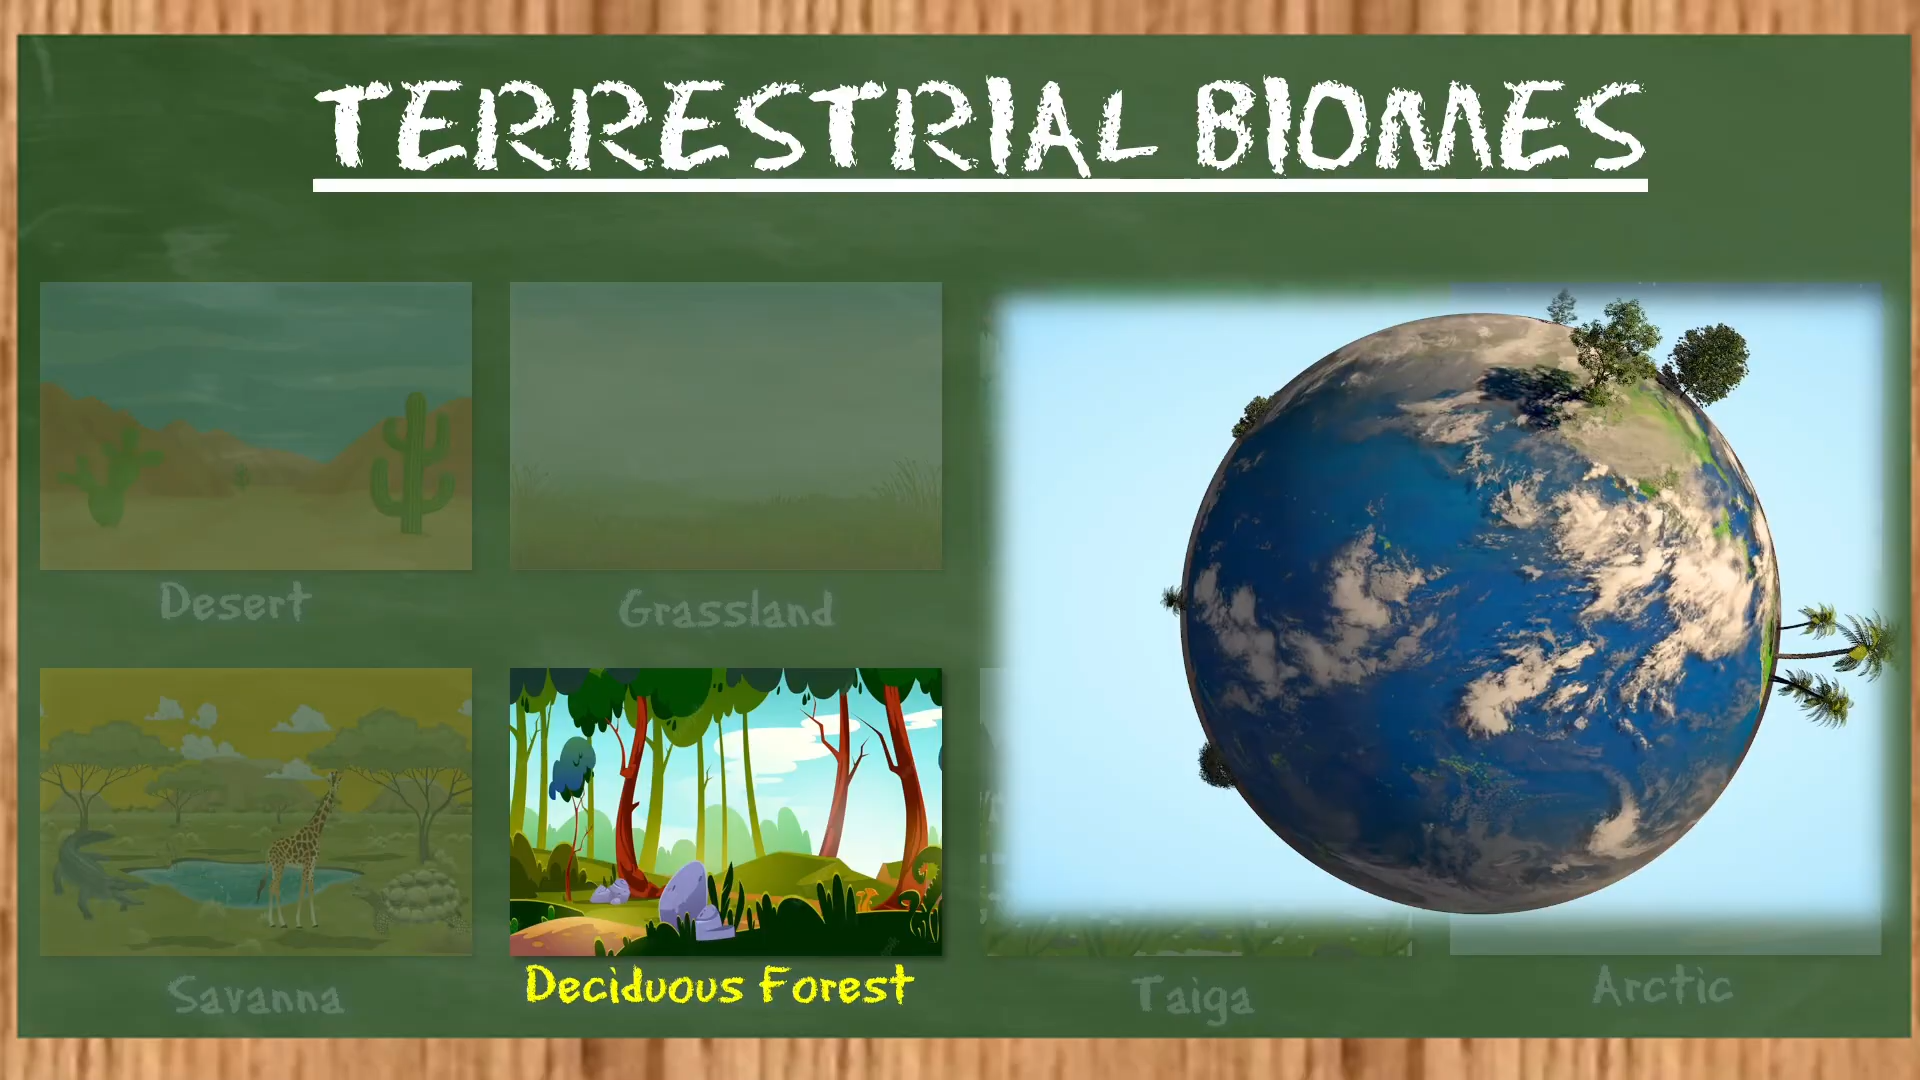 TERRESTRIAL BIOMES
Desert
Grassland
Savanna
Deciduous Forest
Taiga
Arctic